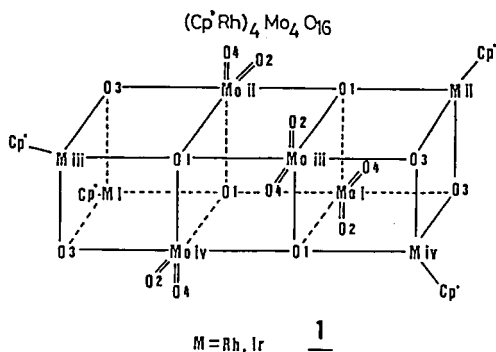 (Cp*Rh)4 Mo4 O16
Cp*
O4 O2
O3 Mo ii O1 M II
O2
Cp* M iii O1 Mo iii O4 O3
Cp*-M I O4 O1 Mo I O3
O2
O3 Mo iv O1 M iv
O2 O4 Cp*
M=Rh, Ir 1